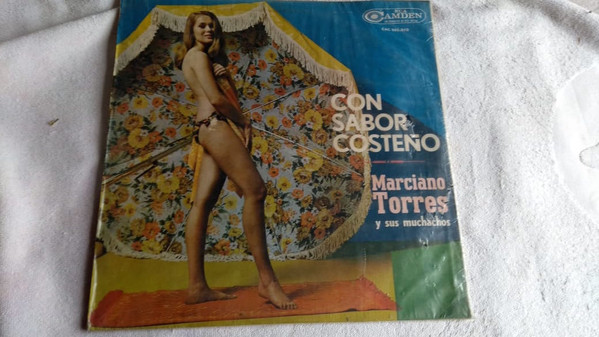 CAMDEN
CON
SABOR
COSTEÑO
Marciano
Torres
y sus muchachos